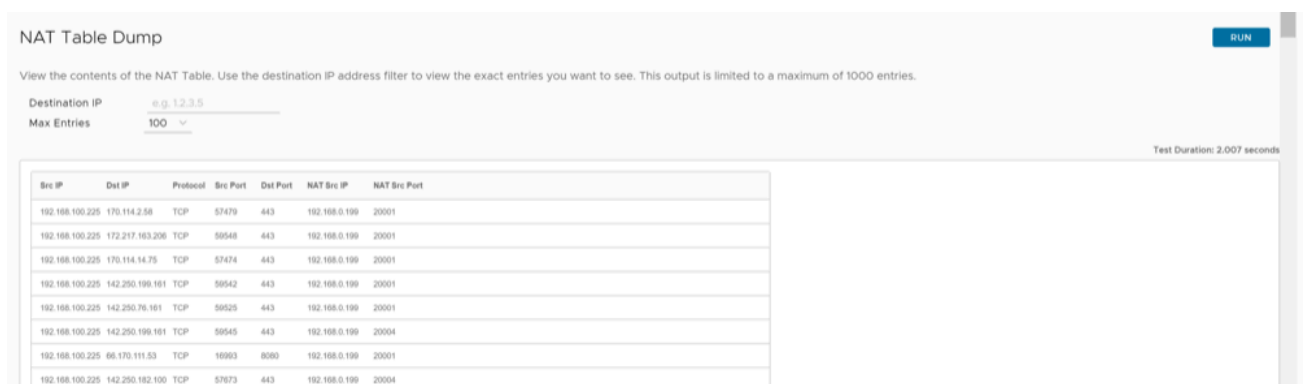 NAT Table Dump
RUN
View the contents of the NAT Table. Use the destination IP address filter to view the exact entries you want to see. This output is limited to a maximum of 1000 entries.
Destination IP e.g. 1.2.3.5
Max Entries 100
Test Duration: 2.007 seconds
Src IP Dst IP Protocol Src Port Dst Port NAT Src IP NAT Src Port
192.168.100.225 170.114.2.58 TCP 57479 443 192.168.0.199 20001
192.168.100.225 172.217.163.206 TCP 59548 443 192.168.0.199 20001
192.168.100.225 170.114.14.75 TCP 57474 443 192.168.0.199 20001
192.168.100.225 142.250.199.161 TCP 59542 443 192.168.0.199 20001
192.168.100.225 142.250.76.161 TCP 59525 443 192.168.0.199 20001
192.168.100.225 142.250.199.161 TCP 59545 443 192.168.0.199 20004
192.168.100.225 66.170.111.53 TCP 16993 8080 192.168.0.199 20001
192.168.100.225 142.250.182.100 TCP 57673 443 192.168.0.199 20004